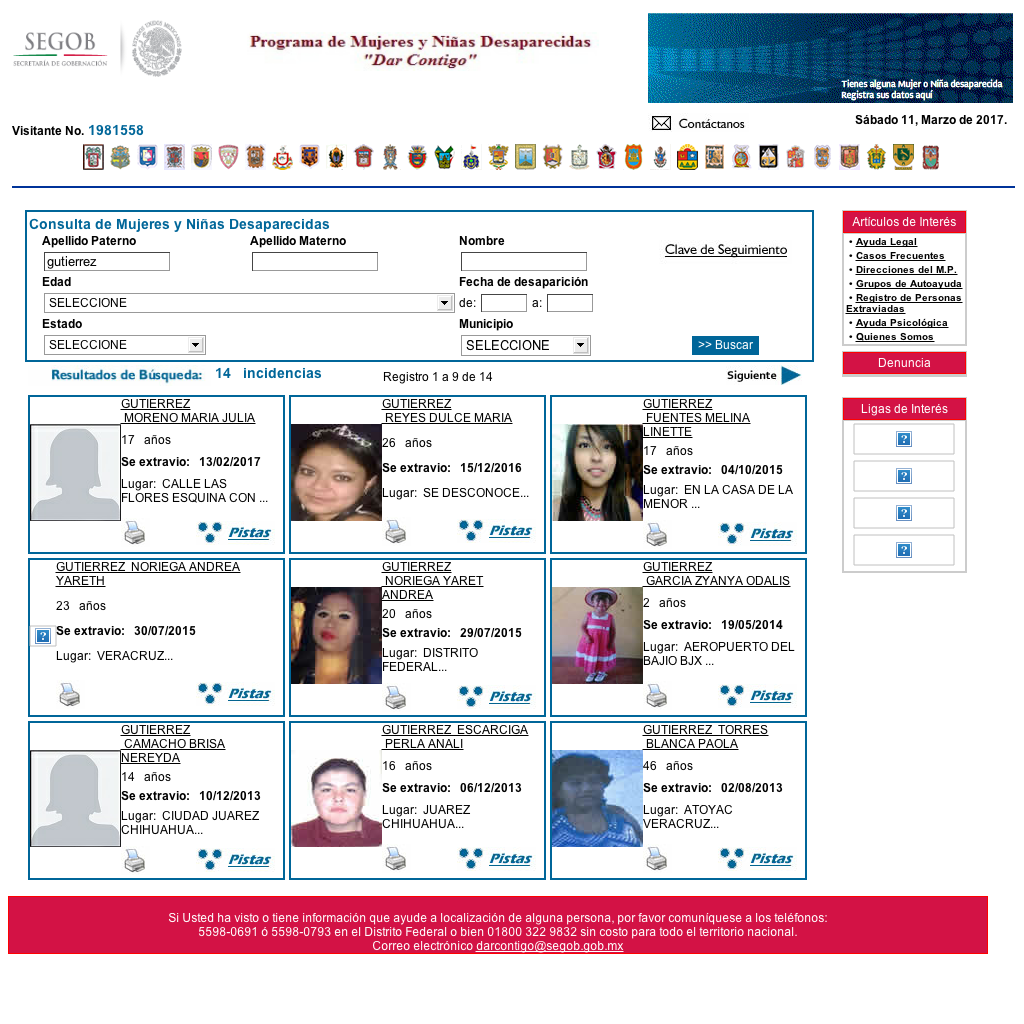 SEGOB
SECRETARÍA DE GOBERNACIÓN
ESTADOS UNIDOS MEXICANOS
Programa de Mujeres y Niñas Desaparecidas
"Dar Contigo"
Tienes alguna Mujer o Niña desaparecida
Registra sus datos aquí
Visitante No. 1981558
Contáctanos
Sábado 11, Marzo de 2017.
Consulta de Mujeres y Niñas Desaparecidas
Apellido Paterno Apellido Materno Nombre
gutierrez
Clave de Seguimiento
Edad Fecha de desaparición
SELECCIONE de: a:
Estado Municipio
SELECCIONE SELECCIONE >> Buscar
Resultados de Búsqueda: 14 incidencias Registro 1 a 9 de 14 Siguiente
GUTIERREZ
MORENO MARIA JULIA
17 años
Se extravio: 13/02/2017
Lugar: CALLE LAS
FLORES ESQUINA CON ...
Pistas
GUTIERREZ
REYES DULCE MARIA
26 años
Se extravio: 15/12/2016
Lugar: SE DESCONOCE...
Pistas
GUTIERREZ
FUENTES MELINA
LINETTE
17 años
Se extravio: 04/10/2015
Lugar: EN LA CASA DE LA
MENOR ...
Pistas
GUTIERREZ NORIEGA ANDREA
YARETH
23 años
Se extravio: 30/07/2015
Lugar: VERACRUZ...
Pistas
GUTIERREZ
NORIEGA YARET
ANDREA
20 años
Se extravio: 29/07/2015
Lugar: DISTRITO
FEDERAL...
Pistas
GUTIERREZ
GARCIA ZYANYA ODALIS
2 años
Se extravio: 19/05/2014
Lugar: AEROPUERTO DEL
BAJIO BJX ...
Pistas
GUTIERREZ
CAMACHO BRISA
NEREYDA
14 años
Se extravio: 10/12/2013
Lugar: CIUDAD JUAREZ
CHIHUAHUA...
Pistas
GUTIERREZ ESCARCIGA
PERLA ANALI
16 años
Se extravio: 06/12/2013
Lugar: JUAREZ
CHIHUAHUA...
Pistas
GUTIERREZ TORRES
BLANCA PAOLA
46 años
Se extravio: 02/08/2013
Lugar: ATOYAC
VERACRUZ...
Pistas
Artículos de Interés
• Ayuda Legal
• Casos Frecuentes
• Direcciones del M.P.
• Grupos de Autoayuda
• Registro de Personas
Extraviadas
• Ayuda Psicológica
• Quienes Somos
Denuncia
Ligas de Interés
?
?
?
?
?
Si Usted ha visto o tiene información que ayude a localización de alguna persona, por favor comuníquese a los teléfonos:
5598-0691 ó 5598-0793 en el Distrito Federal o bien 01800 322 9832 sin costo para todo el territorio nacional.
Correo electrónico darcontigo@segob.gob.mx